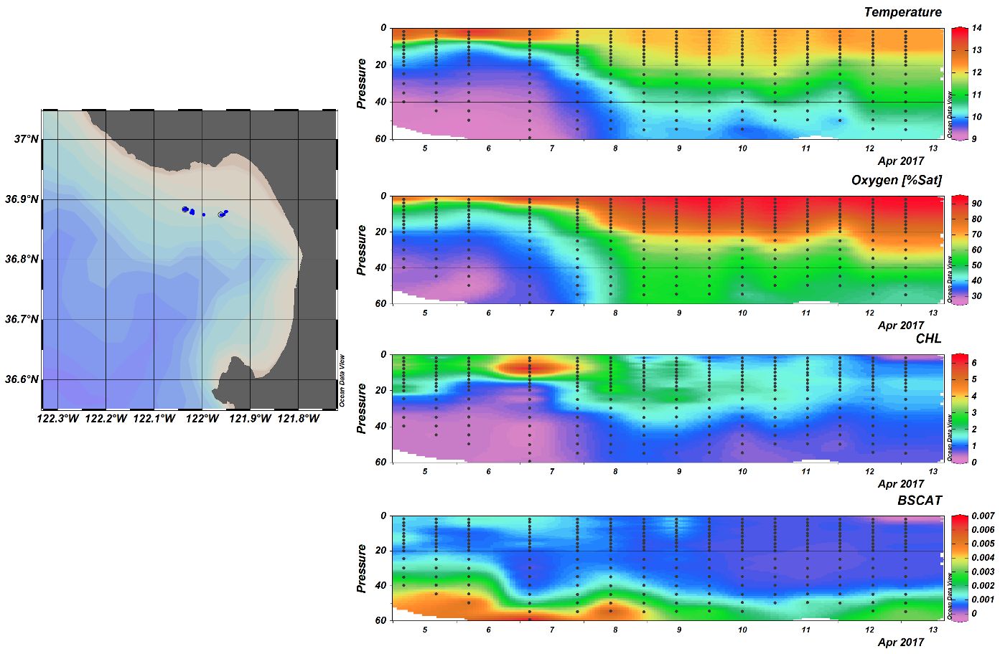 37°N
36.9°N
36.8°N
36.7°N
36.6°N
122.3°W 122.2°W 122.1°W 122°W 121.9°W 121.8°W
Ocean Data View
Temperature
Pressure
0
20
40
60
5 6 7 8 9 10 11 12 13
Apr 2017
14
13
12
11
10
9
Ocean Data View
Oxygen [%Sat]
Pressure
0
20
40
60
5 6 7 8 9 10 11 12 13
Apr 2017
90
80
70
60
50
40
30
Ocean Data View
CHL
Pressure
0
20
40
60
5 6 7 8 9 10 11 12 13
Apr 2017
6
5
4
3
2
1
0
Ocean Data View
BSCAT
Pressure
0
20
40
60
5 6 7 8 9 10 11 12 13
Apr 2017
0.007
0.006
0.005
0.004
0.003
0.002
0.001
0
Ocean Data View